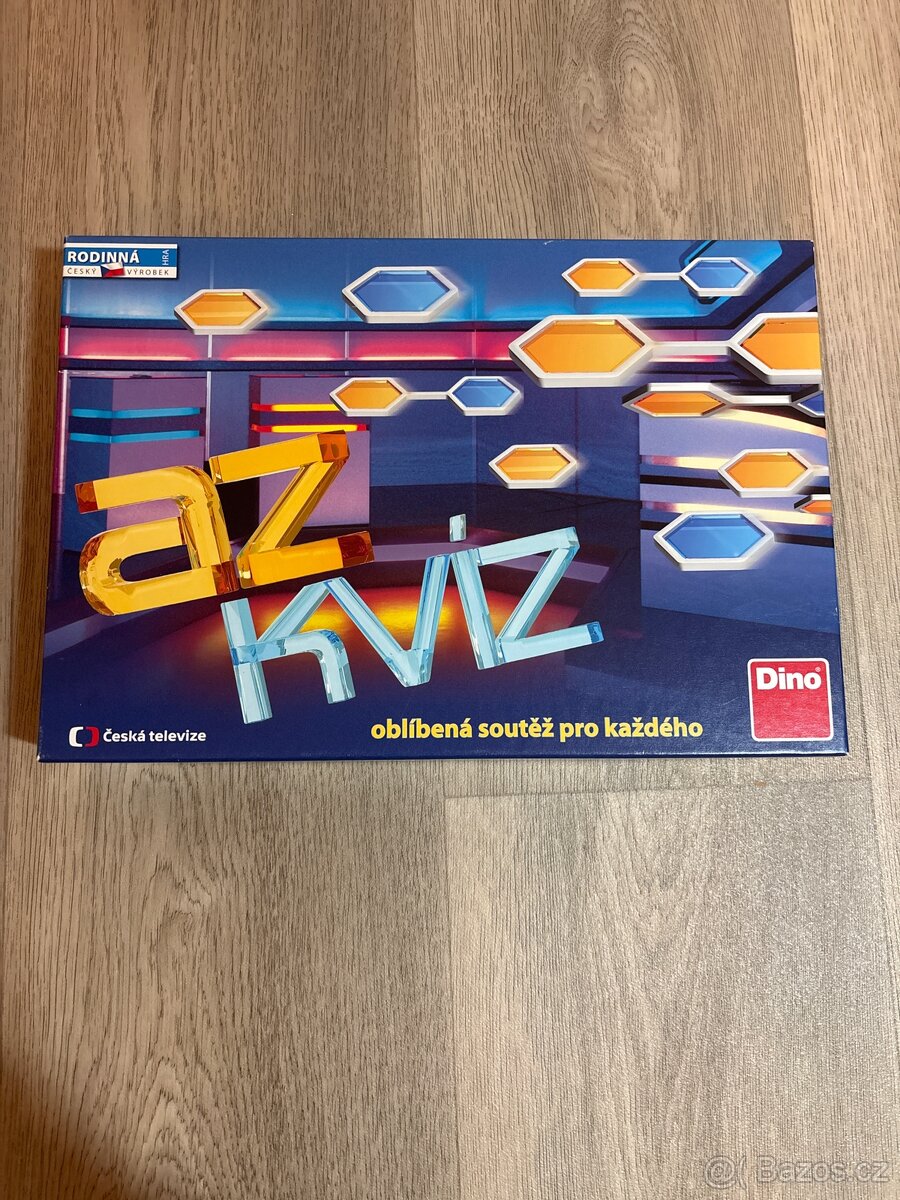 RODINNÁ
HRA
ČESKÝ VÝROBEK
az
kvíz
Dino®
Česká televize
oblíbená soutěž pro každého
@ Bazos.cz